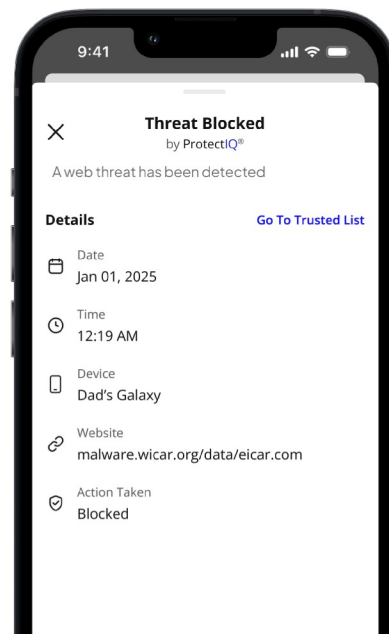 9:41
Threat Blocked
by ProtectIQ®
A web threat has been detected
Details
Go To Trusted List
Date
Jan 01, 2025
Time
12:19 AM
Device
Dad's Galaxy
Website
malware.wicar.org/data/eicar.com
Action Taken
Blocked